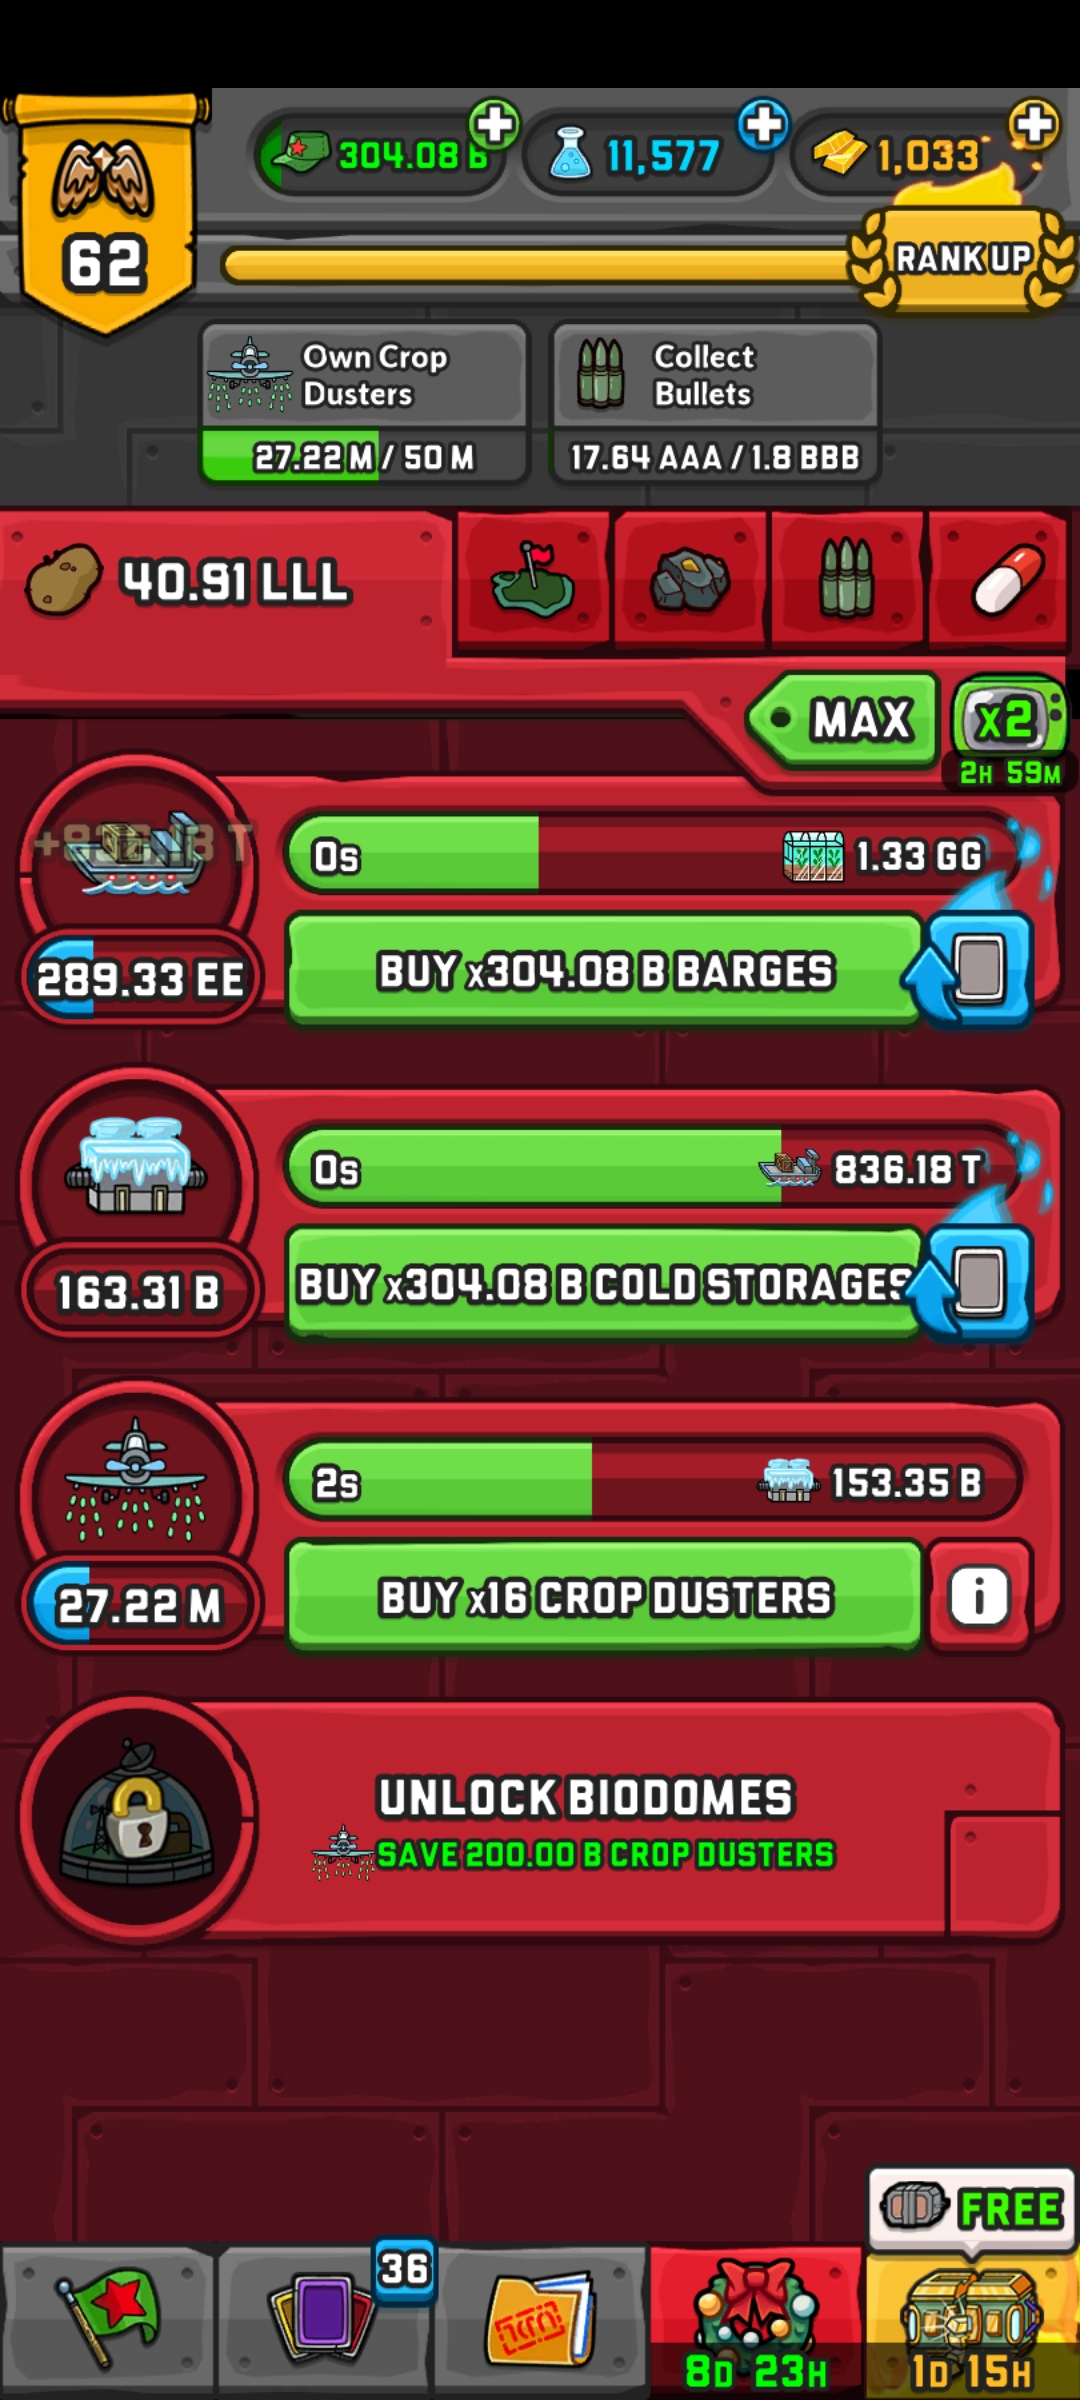 304.08 B
11,577
1,033
62
RANK UP
Own Crop
Dusters
27.22 M / 50 M
Collect
Bullets
17.64 AAA / 1.8 BBB
40.91 LLL
MAX
x2
2H 59M
0s
1.33 GG
289.33 EE
BUY x304.08 B BARGES
0s
836.18 T
163.31 B
BUY x304.08 B COLD STORAGES
2s
153.35 B
27.22 M
BUY x16 CROP DUSTERS
i
UNLOCK BIODOMES
SAVE 200.00 B CROP DUSTERS
FREE
36
8D 23H
1D 15H